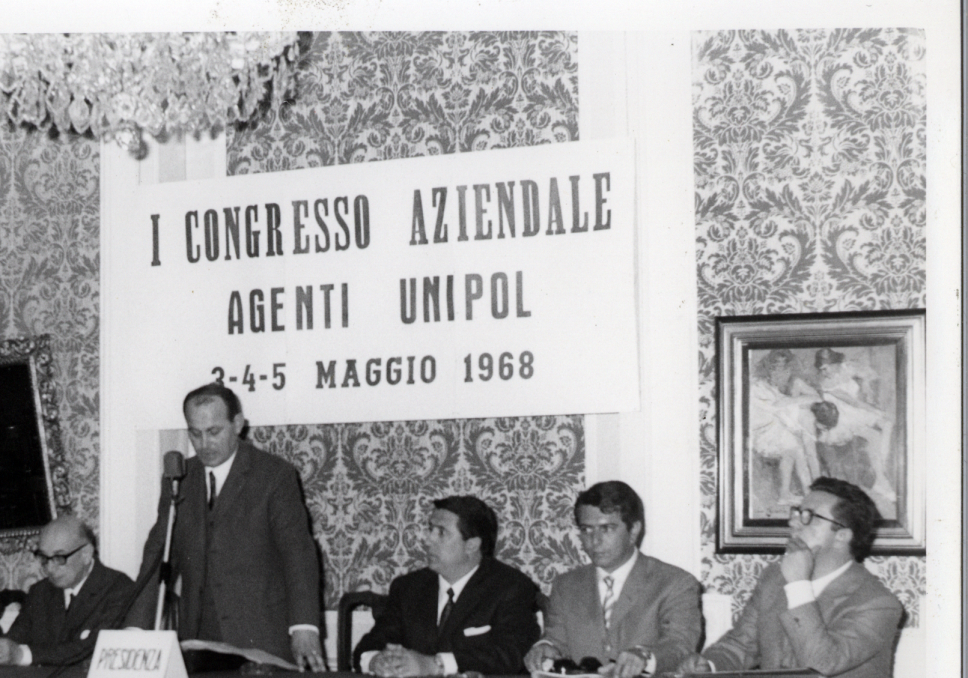 I CONGRESSO AZIENDALE
AGENTI UNIPOL
3-4-5 MAGGIO 1968
PRESIDENZA